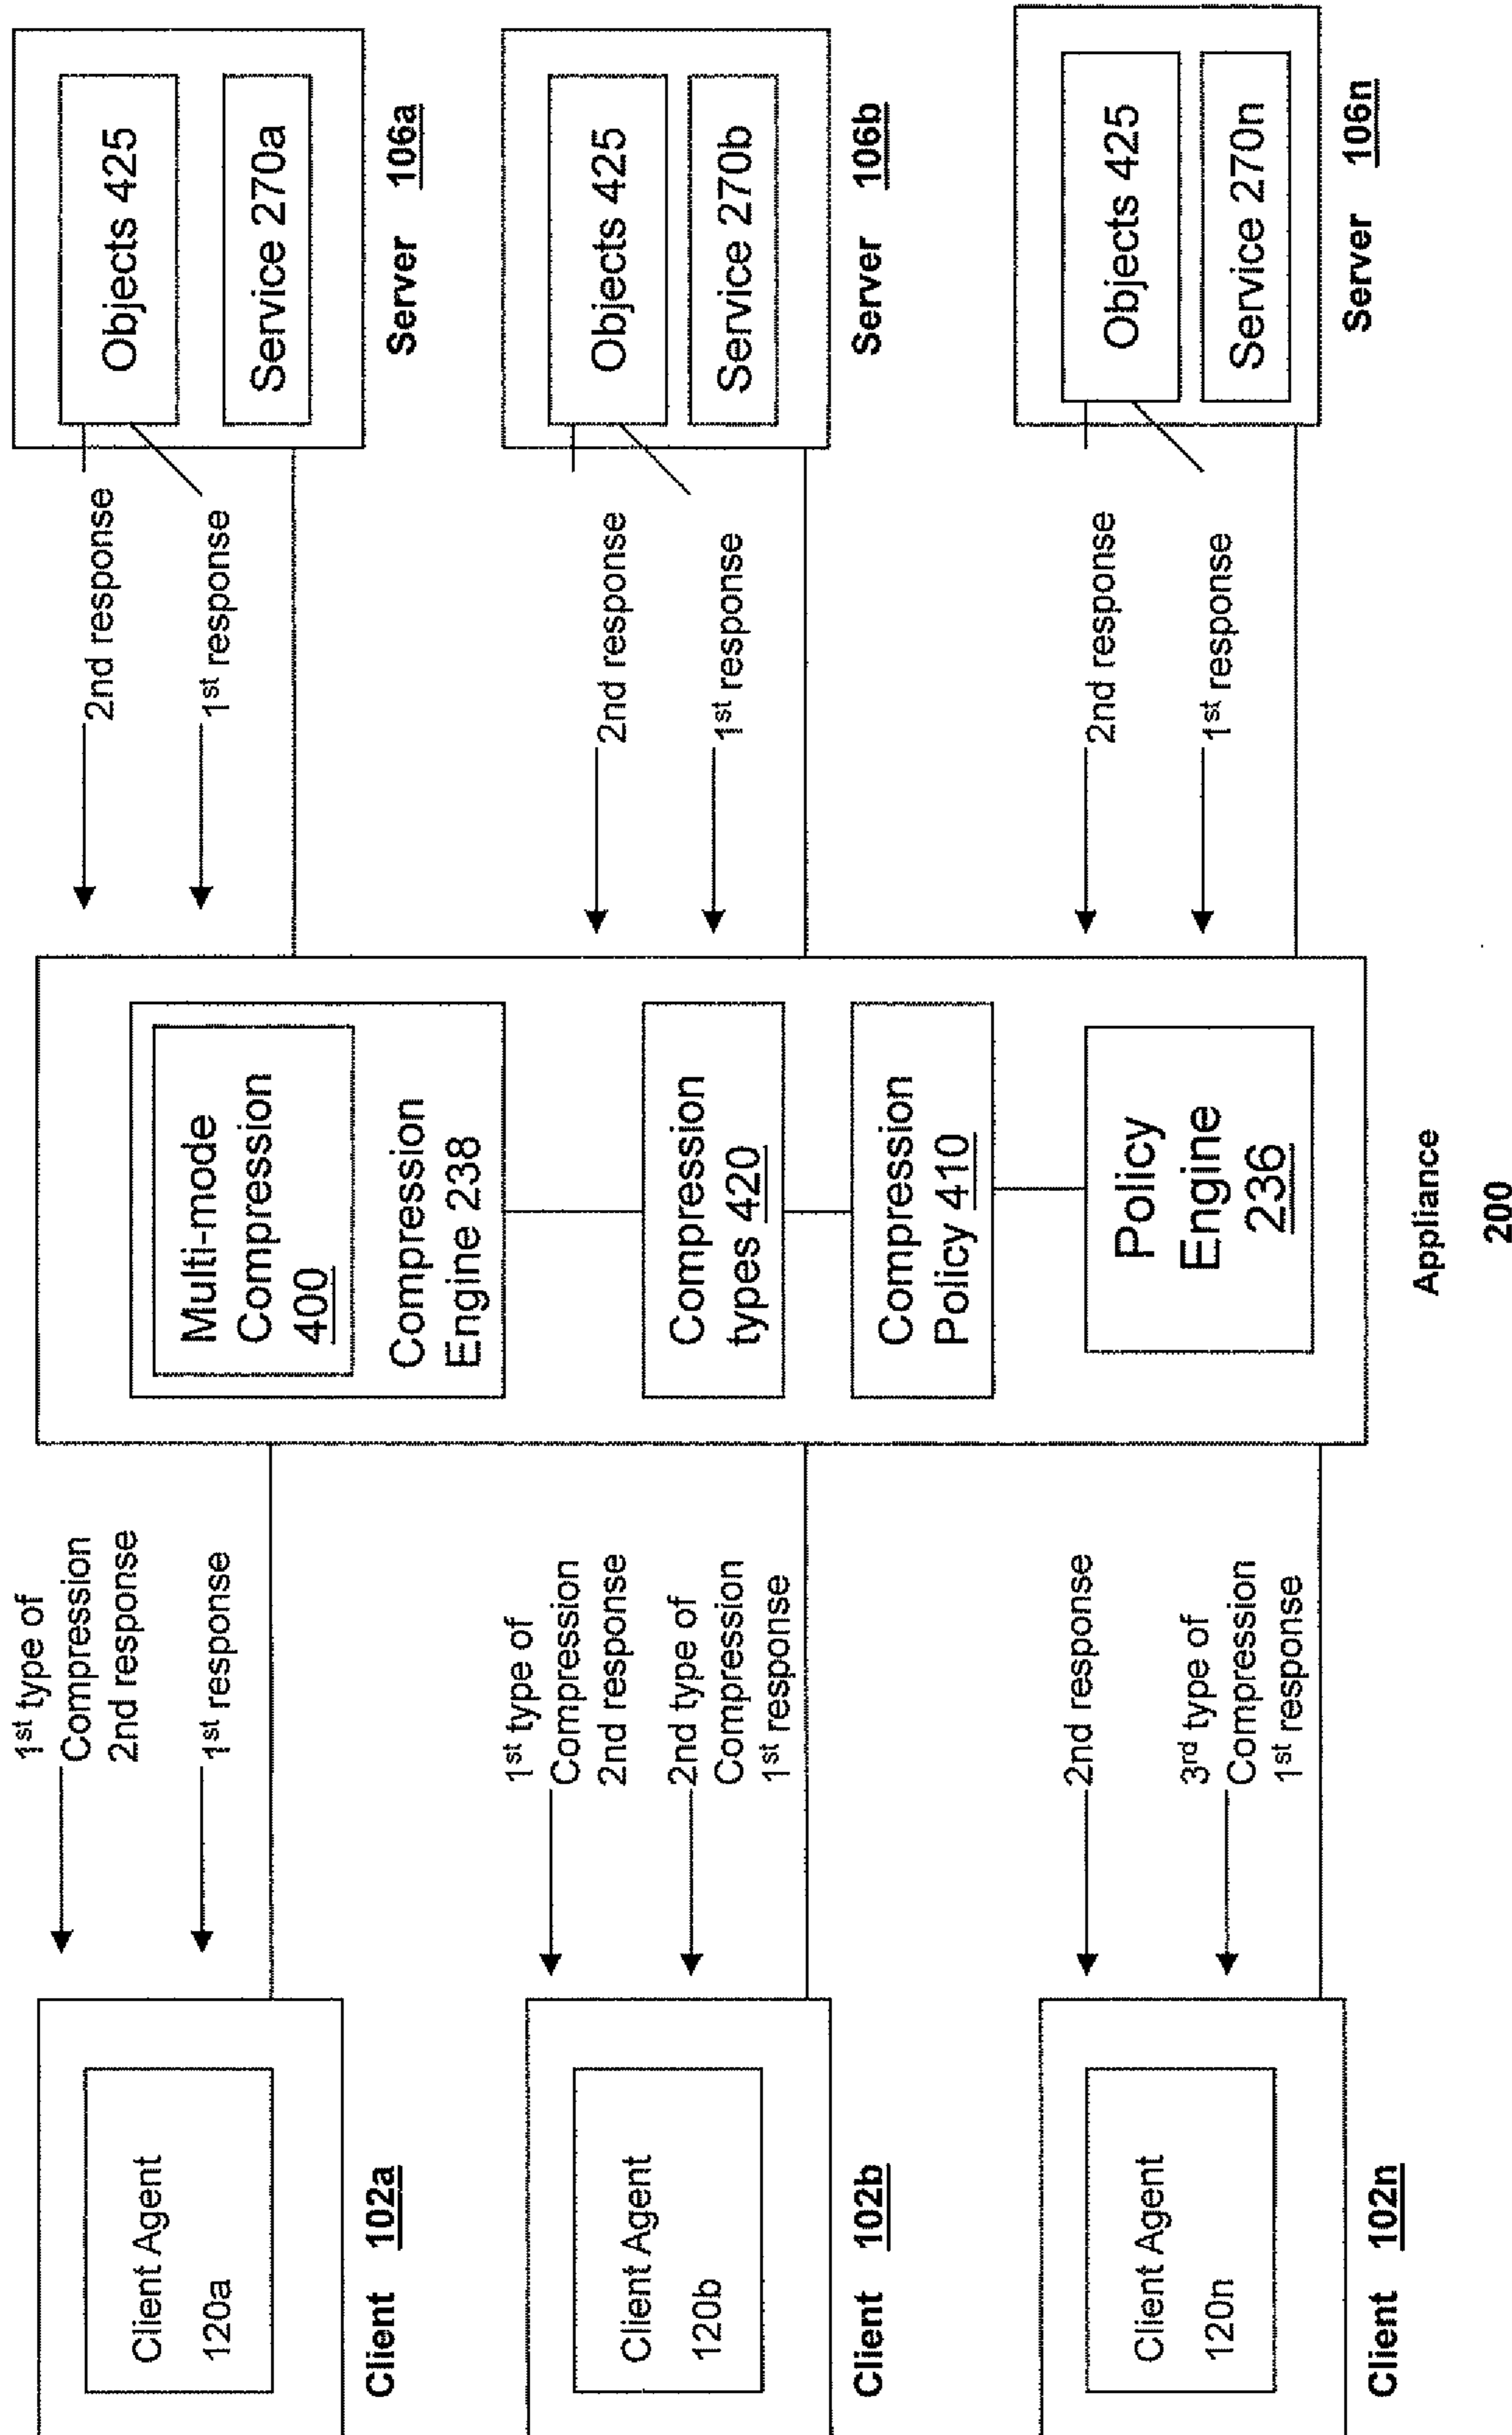 1st type of
Compression
2nd response
1st response
Client Agent
120a
Client 102a
Multi-mode
Compression
400
Compression
Engine 238
2nd response
1st response
Objects 425
Service 270a
Server 106a
1st type of
Compression
2nd response
2nd type of
Compression
1st response
Client Agent
120b
Client 102b
Compression
types 420
Compression
Policy 410
2nd response
1st response
Objects 425
Service 270b
Server 106b
2nd response
3rd type of
Compression
1st response
Client Agent
120n
Client 102n
Policy
Engine
236
Appliance
200
2nd response
1st response
Objects 425
Service 270n
Server 106n